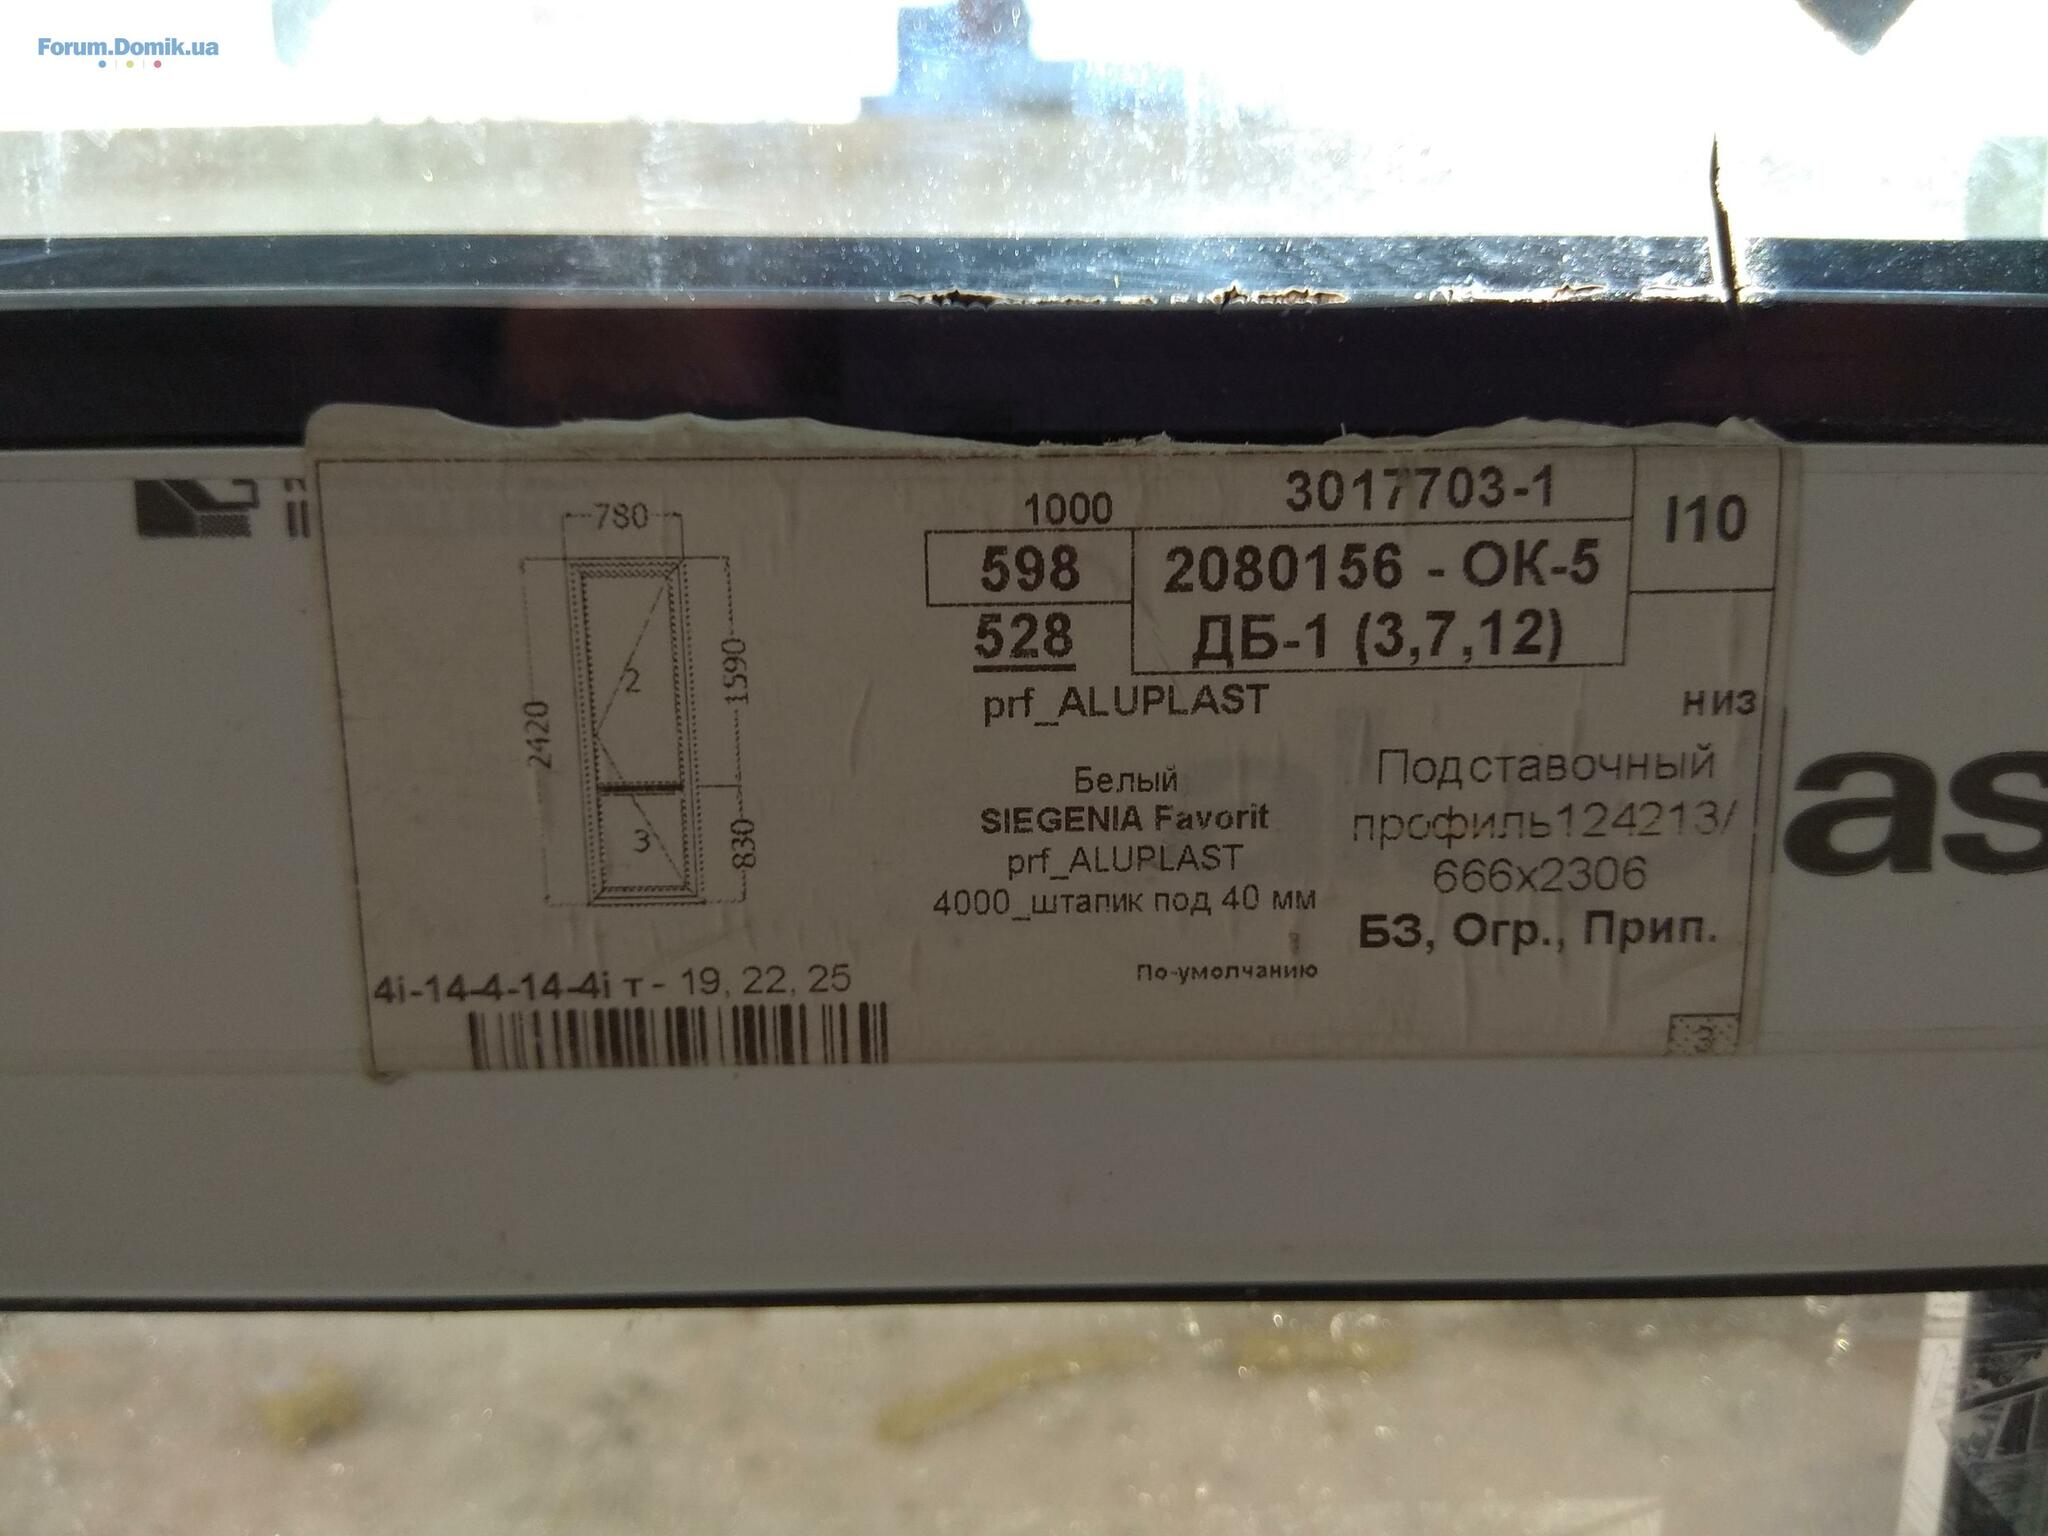 Forum.Domik.ua
780
2420
1590
830
2
3
1000
3017703-1
I10
598
2080156 - ОК-5
528
ДБ-1 (3,7,12)
prf_ALUPLAST
низ
Белый
SIEGENIA Favorit
prf_ALUPLAST
4000_штапик под 40 мм
По-умолчанию
Подставочный
профиль124213/
666x2306
БЗ, Огр., Прип.
4i-14-4-14-4i т - 19, 22, 25
3
as